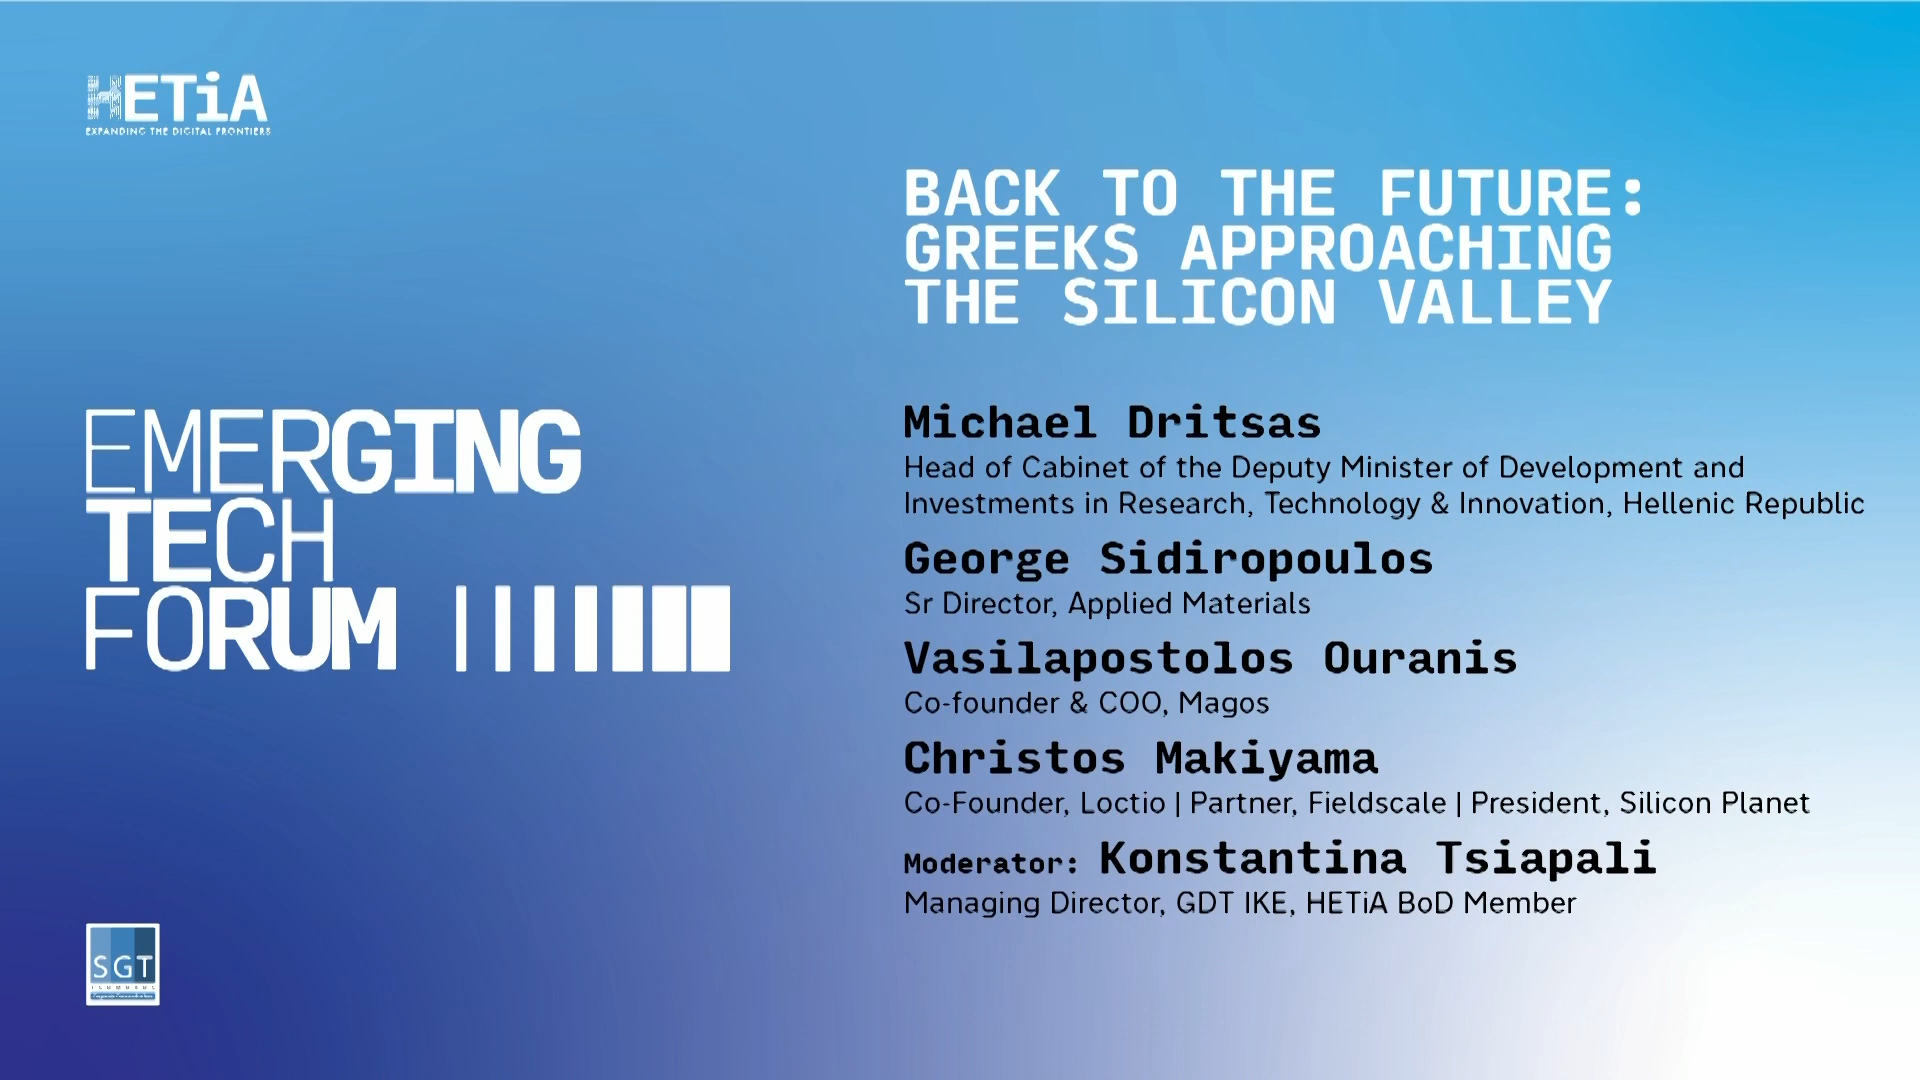 HETiA
EXPANDING THE DIGITAL FRONTIERS
BACK TO THE FUTURE:
GREEKS APPROACHING
THE SILICON VALLEY
EMERGING
TECH
FORUM
Michael Dritsas
Head of Cabinet of the Deputy Minister of Development and
Investments in Research, Technology & Innovation, Hellenic Republic
George Sidiropoulos
Sr Director, Applied Materials
Vasilapostolos Ouranis
Co-founder & COO, Magos
Christos Makiyama
Co-Founder, Loctio | Partner, Fieldscale | President, Silicon Planet
Moderator: Konstantina Tsiapali
Managing Director, GDT IKE, HETiA BoD Member
SGT